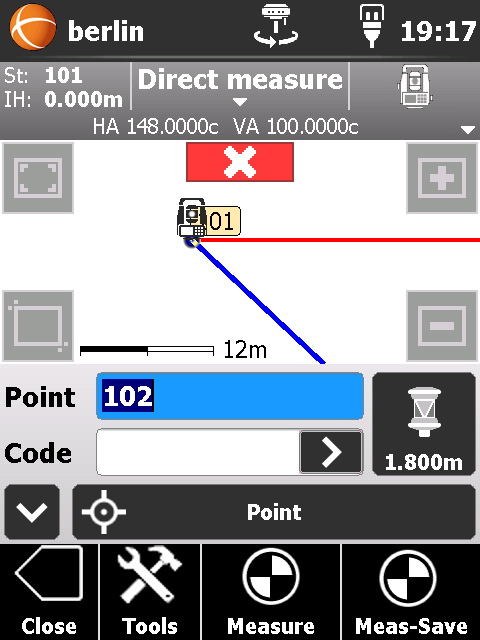 berlin 19:17
St: 101
IH: 0.000m
Direct measure
HA 148.0000c VA 100.0000c
01
12m
Point 102
Code
1.800m
Point
Close Tools Measure Meas-Save